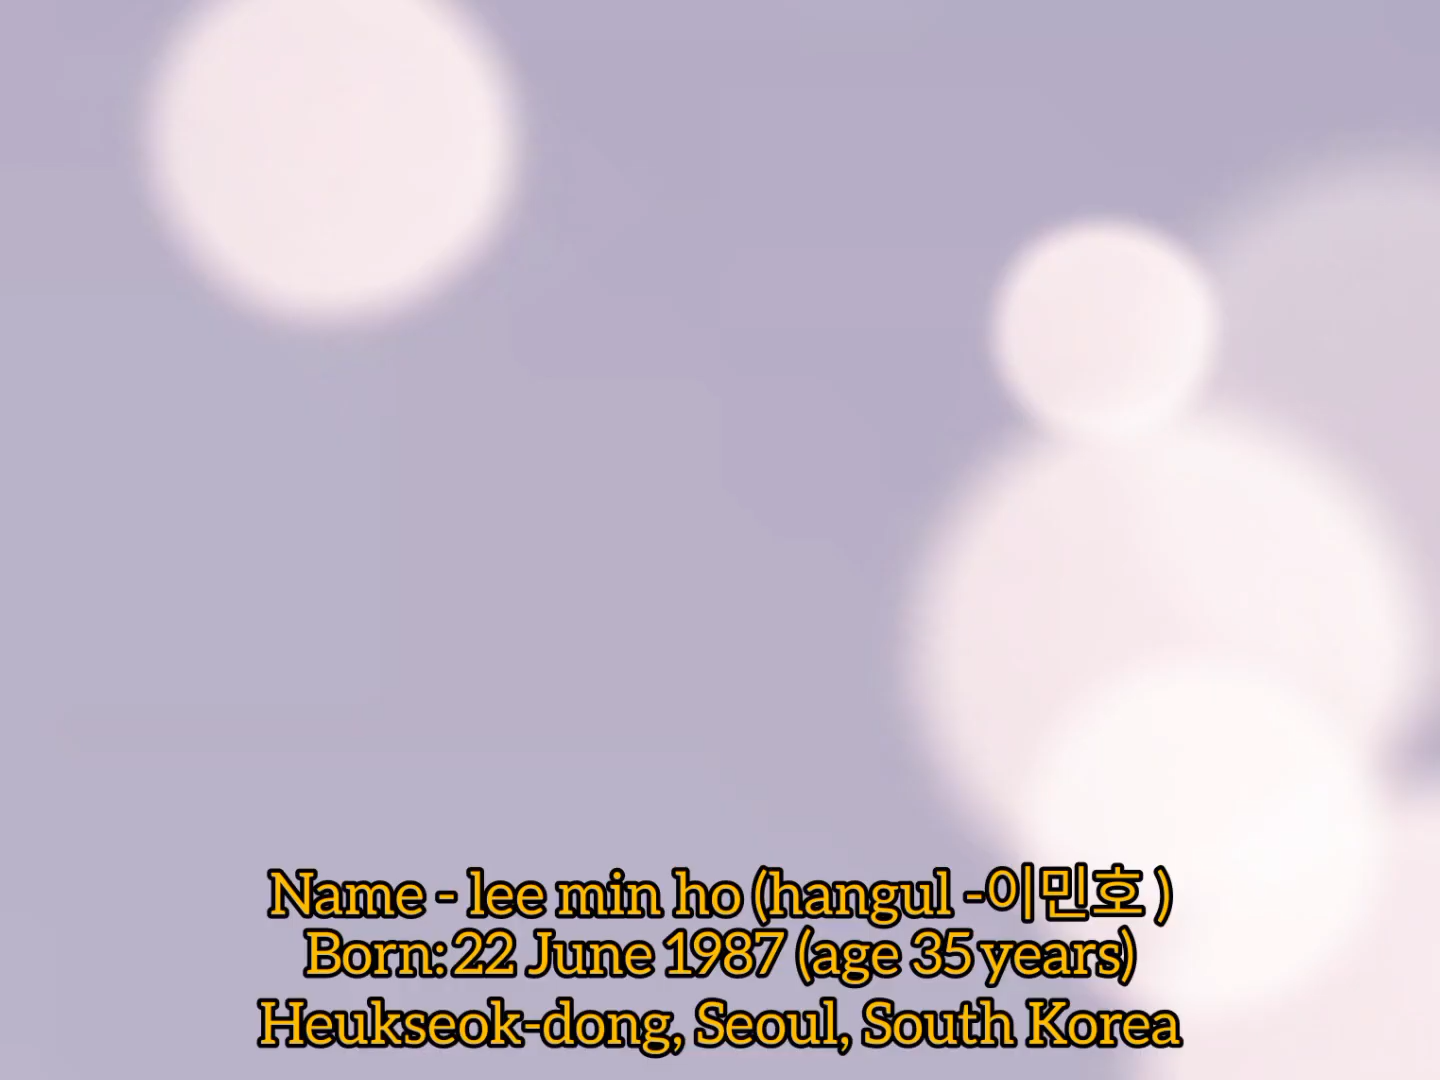 Name - lee min ho (hangul -이민호 )
Born: 22 June 1987 (age 35 years)
Heukseok-dong, Seoul, South Korea